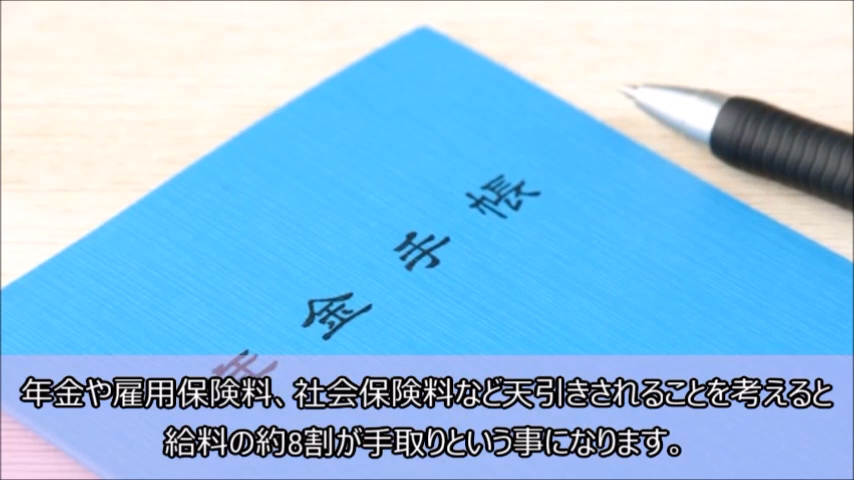 年金手帳
年金や雇用保険料、社会保険料など天引きされることを考えると
給料の約8割が手取りという事になります。